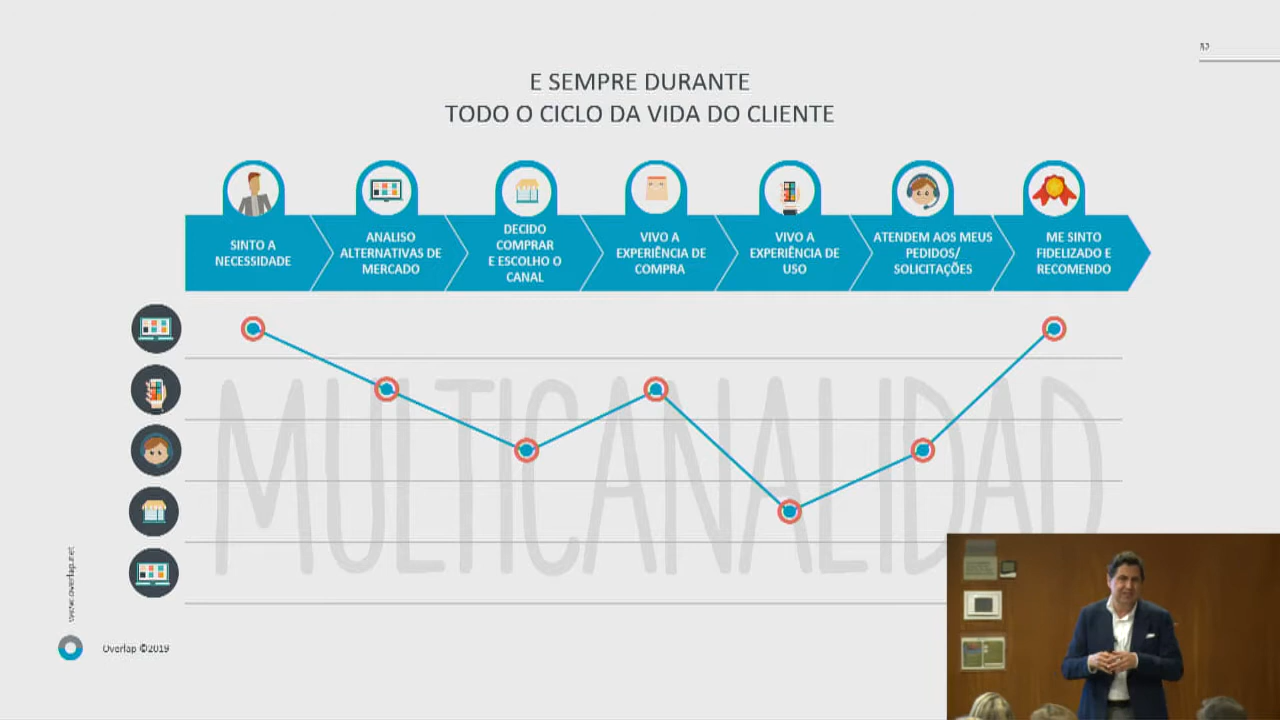 E SEMPRE DURANTE
TODO O CICLO DA VIDA DO CLIENTE
SINTO A
NECESSIDADE
ANALISO
ALTERNATIVAS DE
MERCADO
DECIDO
COMPRAR
E ESCOLHO O
CANAL
VIVO A
EXPERIÊNCIA DE
COMPRA
VIVO A
EXPERIÊNCIA DE
USO
ATENDEM AOS MEUS
PEDIDOS/
SOLICITAÇÕES
ME SINTO
FIDELIZADO E
RECOMENDO
MULTICANALIDAD
www.overlap.net
Overlap ©2019